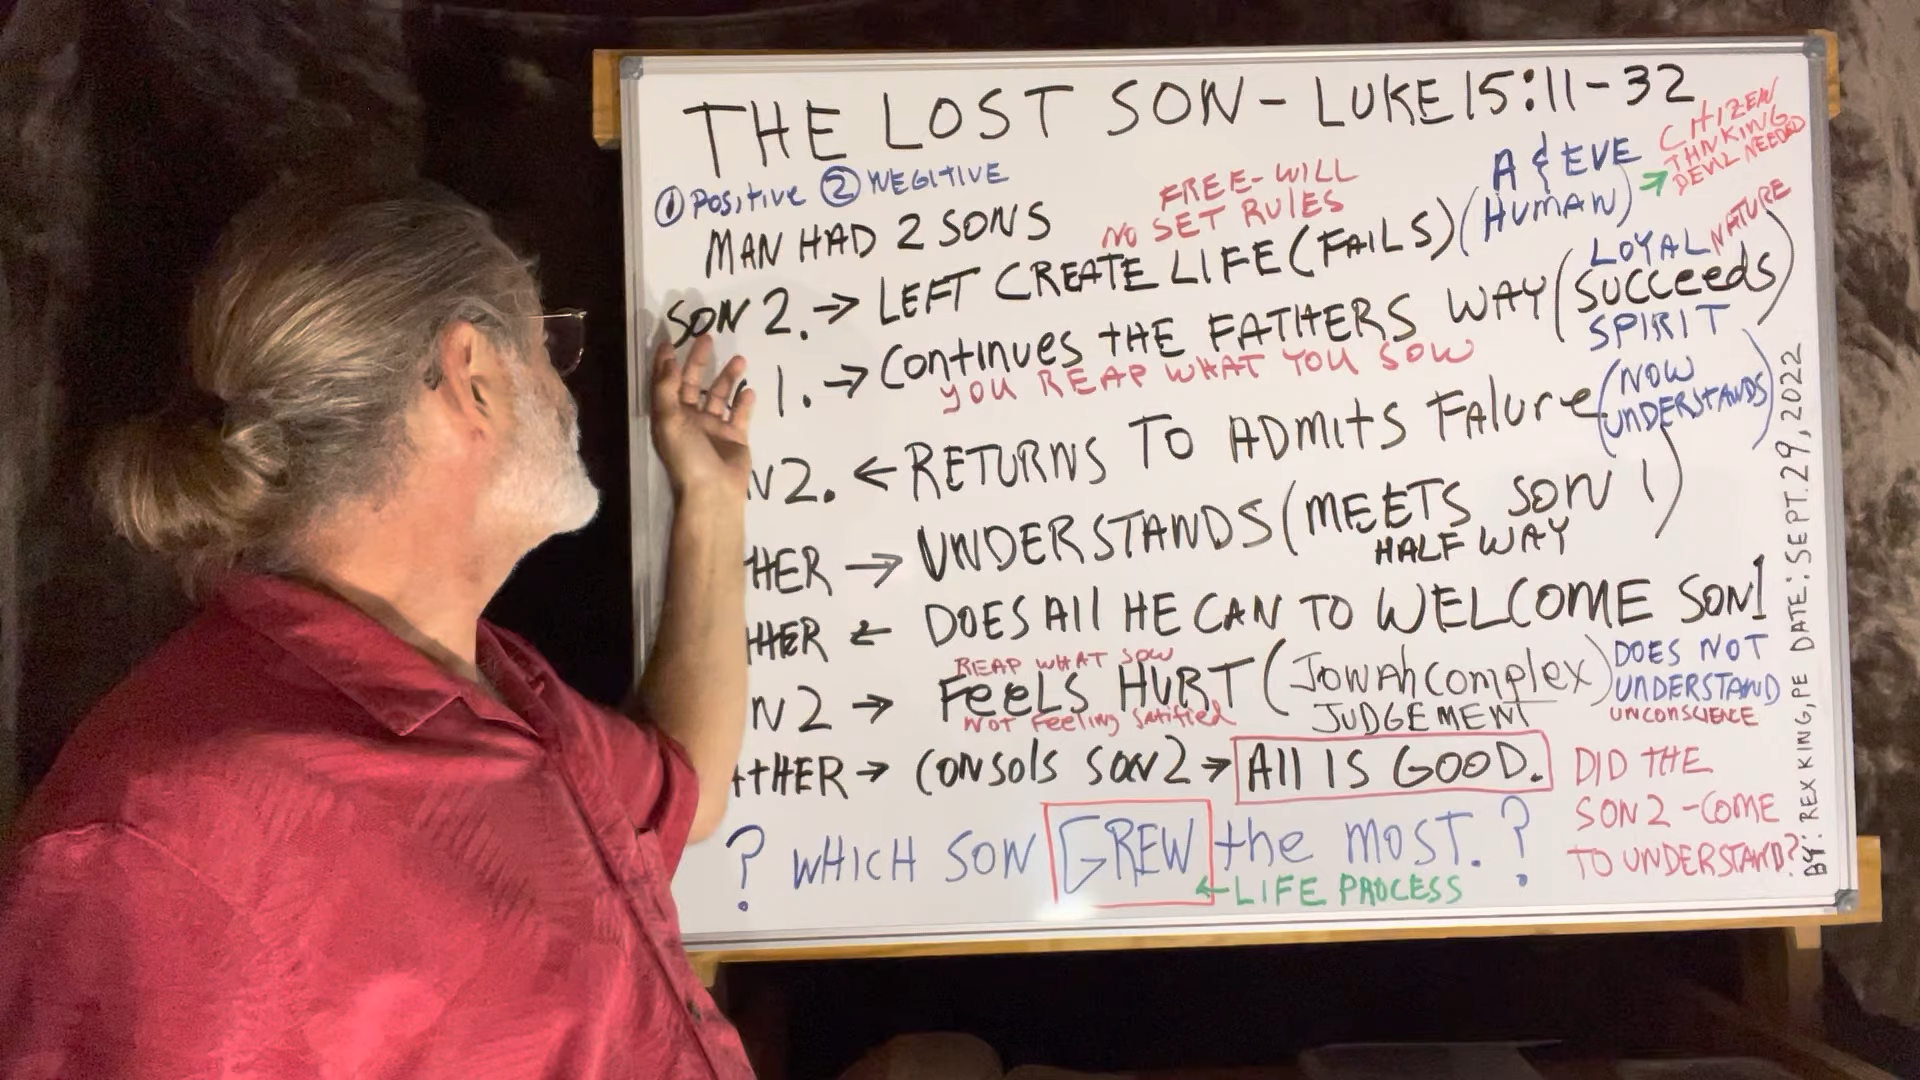 THE LOST SON - LUKE 15:11-32
① Positive ② NEGITIVE
MAN HAD 2 SONS
FREE-WILL
NO SET RULES
A & EVE
(HUMAN)
CHIZEN
THNKING
DEVIL NEEDED
SON 2. → LEFT CREATE LIFE (FAILS)
LOYAL NATURE
1. → CONTINUES THE FATHERS WAY (SUCCEEDS)
SPIRIT
YOU REAP WHAT YOU SOW
N 2. ← RETURNS TO ADMITS FALURE
(NOW
UNDERSTANDS)
HER → UNDERSTANDS (MEETS SON 1)
HALF WAY
HER ← DOES All HE CAN TO WELCOME SON 1
REAP WHAT SOW
N 2 → FEELS HURT (Jowah complex)
NOT Feeling Satified
JUDGEMENT
DOES NOT
UNDERSTAND
UNCONSCIENCE
THER → CONSOLS SON 2 → All IS GOOD.
DID THE
SON 2 - COME
TO UNDERSTAND?
? WHICH SON GREW the MOST. ?
← LIFE PROCESS
BY: REX KING, PE DATE: SEPT. 29, 2022